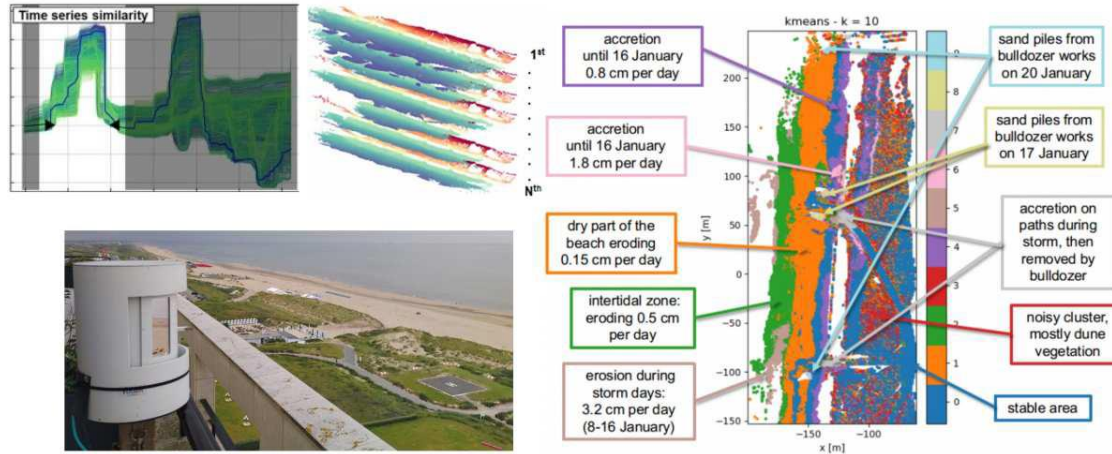 Time series similarity
1st
Nth
kmeans - k = 10
accretion
until 16 January
0.8 cm per day
accretion
until 16 January
1.8 cm per day
dry part of the
beach eroding
0.15 cm per day
intertidal zone:
eroding 0.5 cm
per day
erosion during
storm days:
3.2 cm per day
(8-16 January)
200
150
100
50
0
−50
−100
−150
y [m]
−150
−100
x [m]
9
8
7
6
5
4
3
2
1
0
sand piles from
bulldozer works
on 20 January
sand piles from
bulldozer works
on 17 January
accretion on
paths during
storm, then
removed by
bulldozer
noisy cluster,
mostly dune
vegetation
stable area